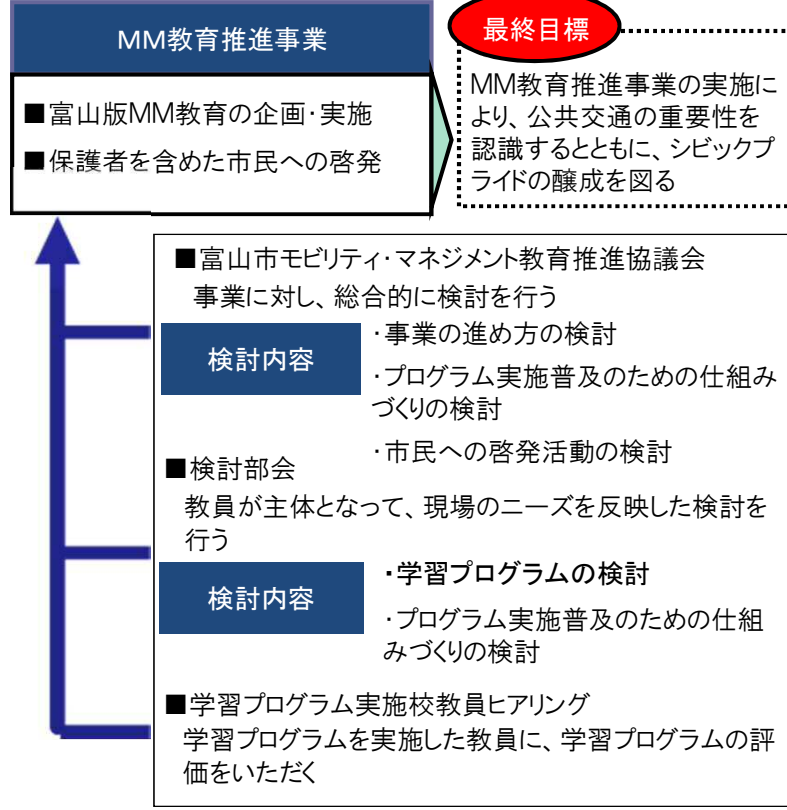 MM教育推進事業
■富山版MM教育の企画・実施
■保護者を含めた市民への啓発
最終目標
MM教育推進事業の実施に
より、公共交通の重要性を
認識するとともに、シビックプ
ライドの醸成を図る
■富山市モビリティ・マネジメント教育推進協議会
事業に対し、総合的に検討を行う
検討内容
・事業の進め方の検討
・プログラム実施普及のための仕組み
づくりの検討
・市民への啓発活動の検討
■検討部会
教員が主体となって、現場のニーズを反映した検討を
行う
検討内容
・学習プログラムの検討
・プログラム実施普及のための仕組
みづくりの検討
■学習プログラム実施校教員ヒアリング
学習プログラムを実施した教員に、学習プログラムの評
価をいただく